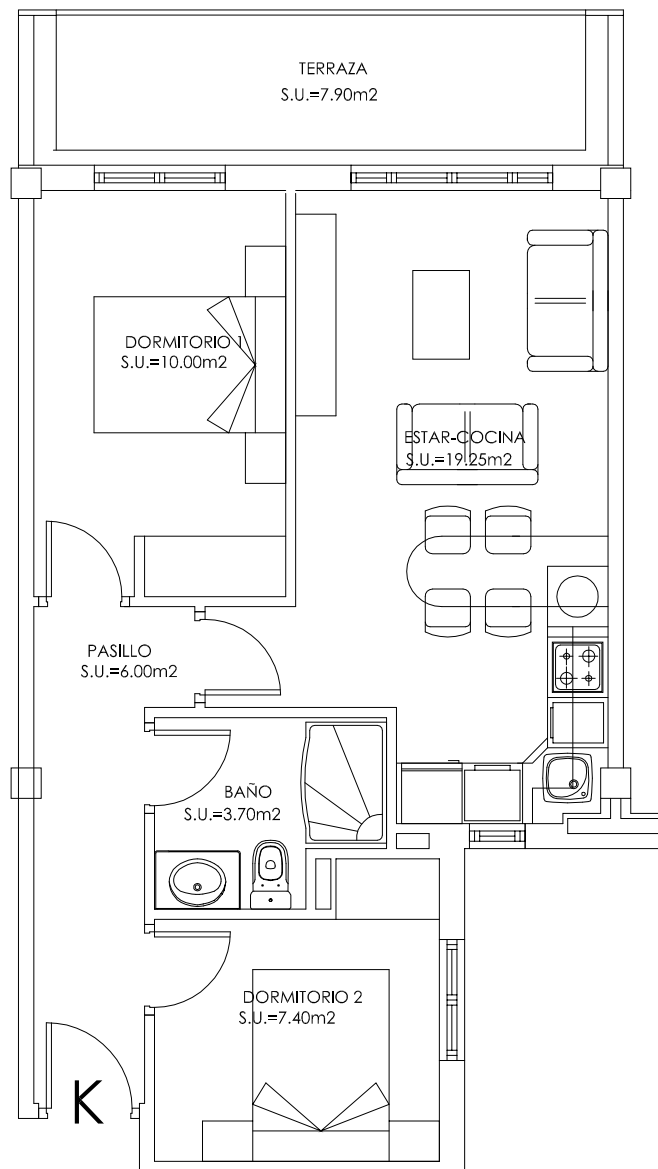 TERRAZA
S.U.=7.90m2
DORMITORIO 1
S.U.=10.00m2
ESTAR-COCINA
S.U.=19.25m2
PASILLO
S.U.=6.00m2
BAÑO
S.U.=3.70m2
DORMITORIO 2
S.U.=7.40m2
K